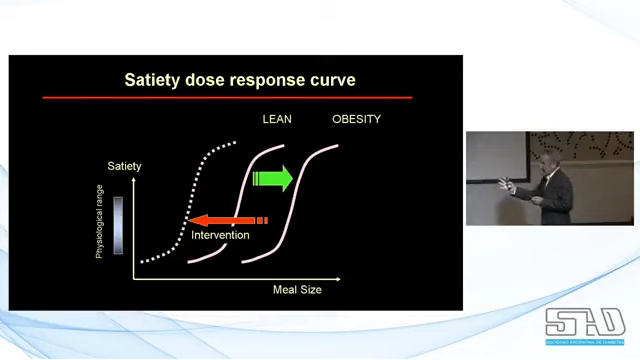 Satiety dose response curve
LEAN
OBESITY
Satiety
Physiological range
Intervention
Meal Size
SAD
SOCIEDAD ARGENTINA DE DIABETES